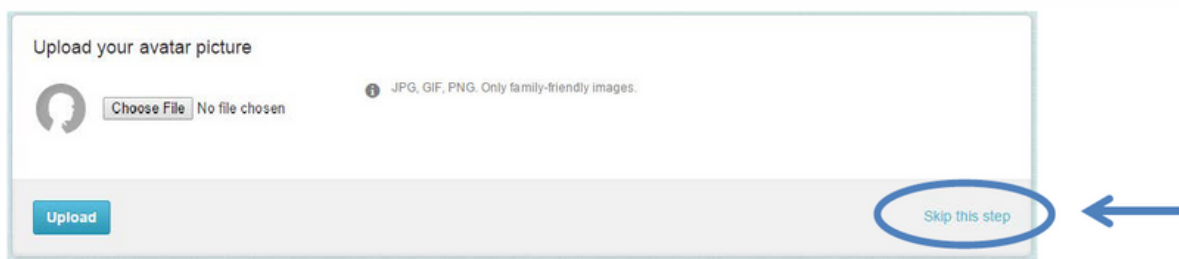 Upload your avatar picture
JPG, GIF, PNG. Only family-friendly images.
Choose File No file chosen
Upload
Skip this step